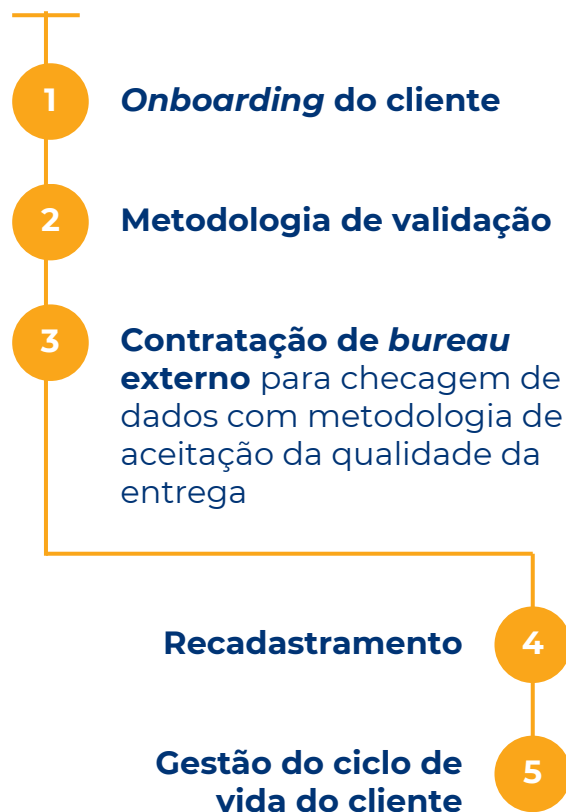 1
Onboarding do cliente
2
Metodologia de validação
3
Contratação de bureau
externo para checagem de
dados com metodologia de
aceitação da qualidade da
entrega
Recadastramento
4
Gestão do ciclo de
vida do cliente
5